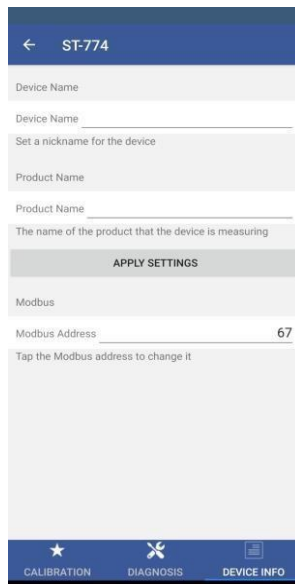 ST-774
Device Name
Device Name
Set a nickname for the device
Product Name
Product Name
The name of the product that the device is measuring
APPLY SETTINGS
Modbus
Modbus Address 67
Tap the Modbus address to change it
CALIBRATION DIAGNOSIS DEVICE INFO